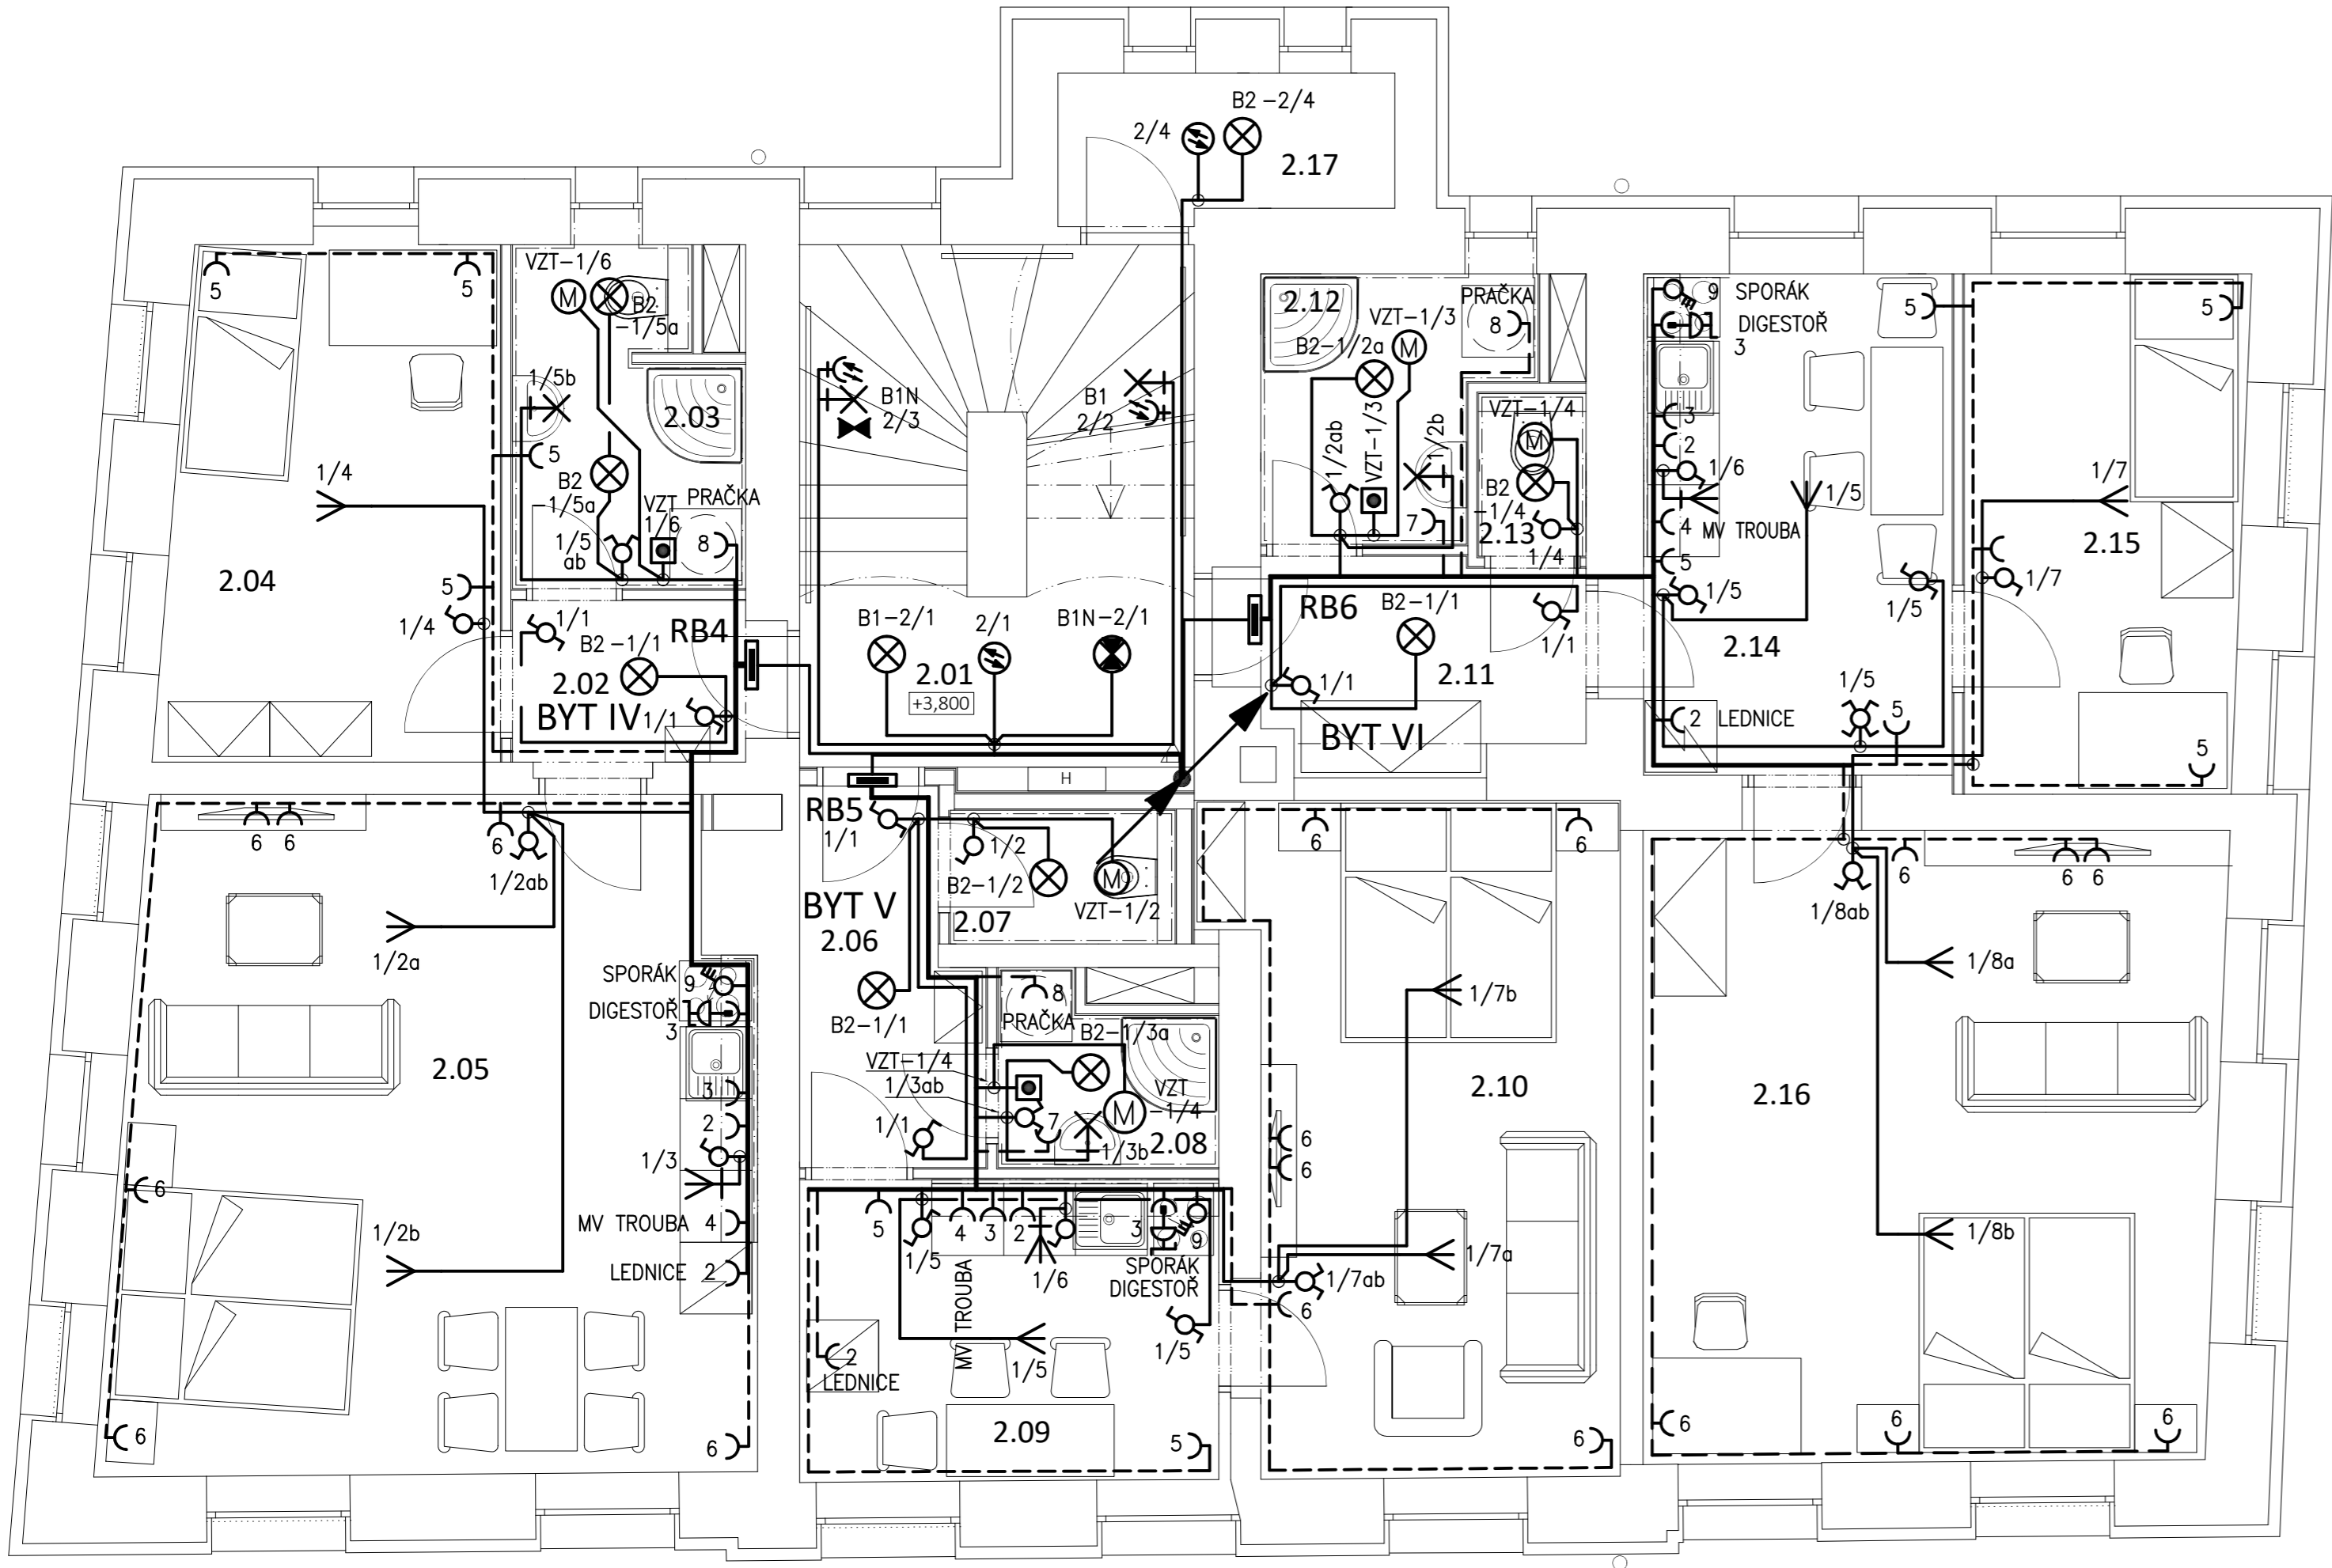 B2-2/4
2/4
2.17
VZT-1/6
M
B2
-1/5a
5
5
1/5b
2.03
5
B2
-1/5a
VZT
1/6
PRAČKA
8
1/5
ab
1/4
2.04
5
1/4
1/1
B2-1/1
RB4
2.02
BYT IV
1/1
B1N
2/3
B1
2/2
B1-2/1
2/1
B1N-2/1
2.01
+3,800
H
2.12
VZT-1/3
PRAČKA
8
B2-1/2a
M
1/2ab
VZT-1/3
1/2b
7
VZT-1/4
M
B2
-1/4
2.13
1/4
RB6
B2-1/1
1/1
1/1
2.11
BYT VI
9 SPORÁK
DIGESTOŘ
3
3
2
1/6
4
MV TROUBA
5
1/5
1/5
1/5
2.14
1/5
5
2 LEDNICE
5
5
1/7
2.15
1/7
5
6
6
6
1/2ab
1/2a
SPORÁK
9
DIGESTOŘ
3
2.05
3
2
1/3
MV TROUBA 4
LEDNICE 2
6
1/2b
6
6
RB5
1/1
1/2
B2-1/2
M
VZT-1/2
2.07
BYT V
2.06
B2-1/1
8
PRAČKA
B2-1/3a
VZT-1/4
1/3ab
VZT
-1/4
M
7
1/3b
2.08
1/1
5
1/5
4
3
2
1/6
3
9
SPORÁK
DIGESTOŘ
MV TROUBA
1/5
1/5
2
LEDNICE
2.09
5
6
6
1/7b
2.10
6
6
1/7a
1/7ab
6
6
6
6
6
1/8ab
1/8a
2.16
1/8b
6
6
6